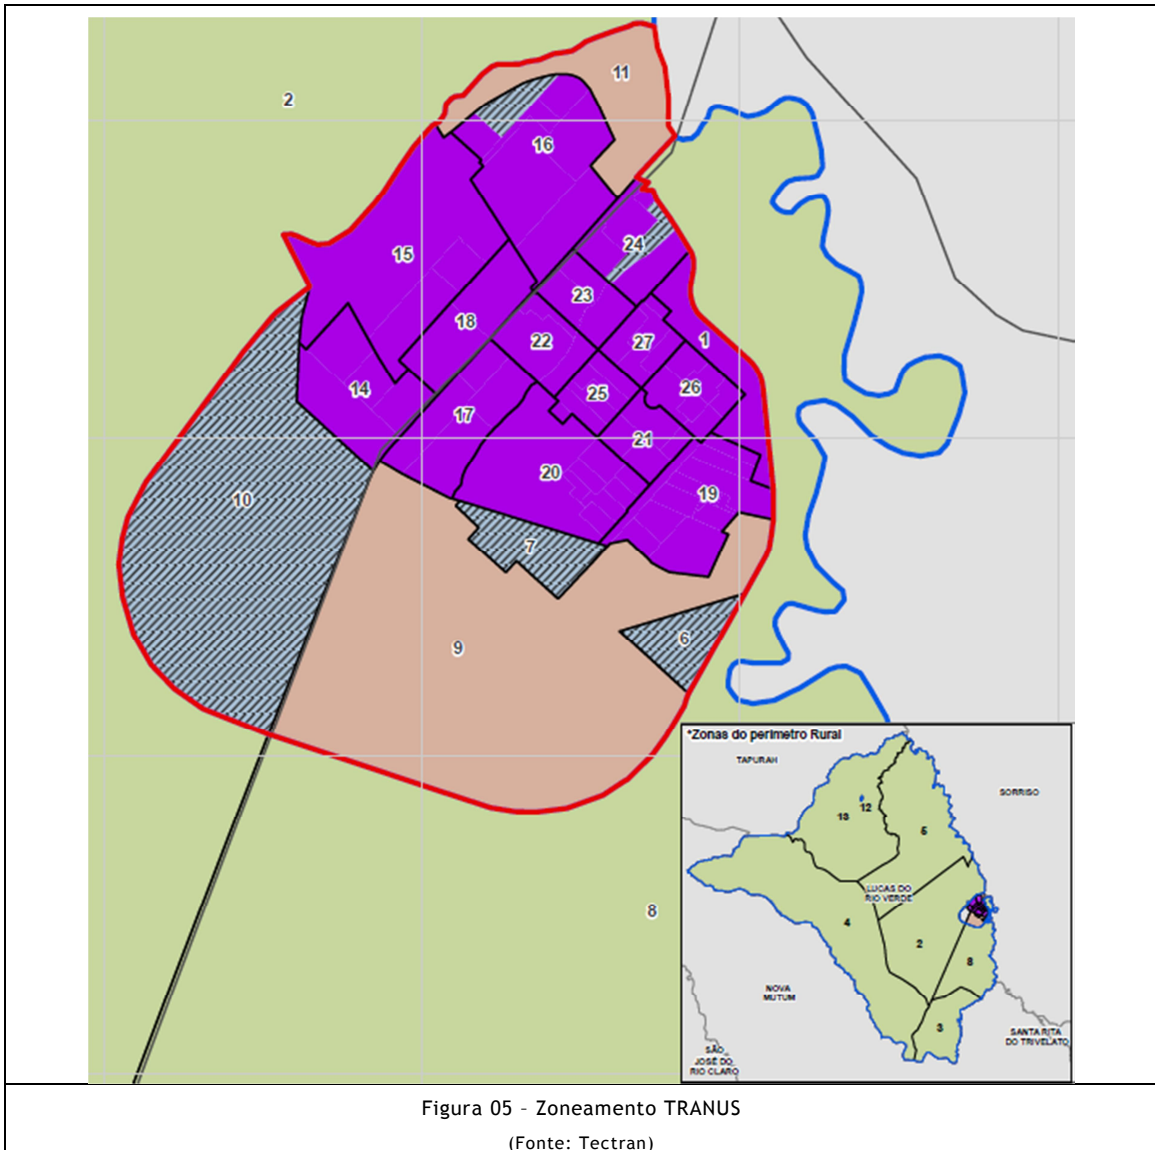 2
11
16
15
24
23
18
22
27
1
14
17
25
26
21
20
19
10
7
6
9
8
*Zonas do perímetro Rural
TAPURAH
SORRISO
13
12
5
LUCAS DO
RIO VERDE
4
2
8
NOVA
MUTUM
3
SANTA RITA
DO TRIVELATO
SÃO
JOSÉ DO
RIO CLARO
Figura 05 – Zoneamento TRANUS
(Fonte: Tectran)